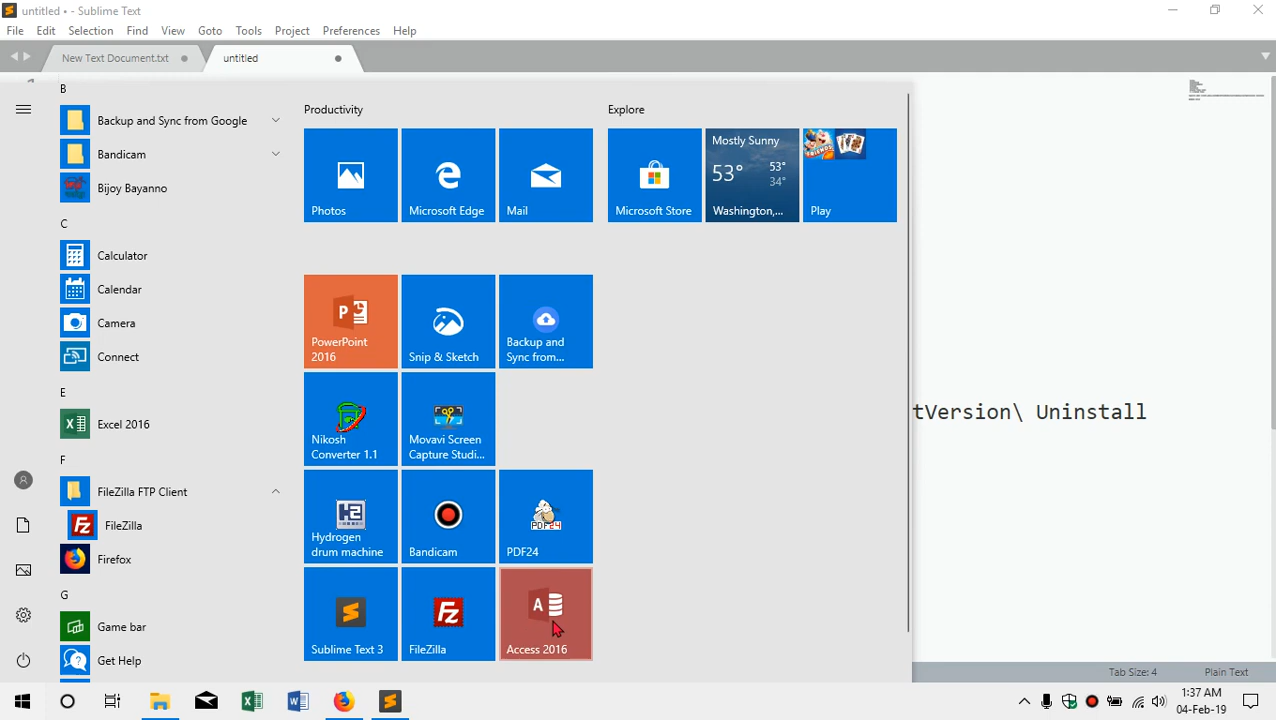 untitled • - Sublime Text
File Edit Selection Find View Goto Tools Project Preferences Help
New Text Document.txt
untitled
B
Backup and Sync from Google
Bandicam
Bijoy Bayanno
C
Calculator
Calendar
Camera
Connect
E
Excel 2016
F
FileZilla FTP Client
FileZilla
Firefox
G
Game bar
Get Help
Productivity
Photos
Microsoft Edge
Mail
PowerPoint
2016
Snip & Sketch
Backup and
Sync from...
Nikosh
Converter 1.1
Movavi Screen
Capture Studi...
Hydrogen
drum machine
Bandicam
PDF24
PDF24
Sublime Text 3
FileZilla
Access 2016
Explore
Microsoft Store
Mostly Sunny
53° 53°
34°
Washington,...
Play
tVersion\ Uninstall
Tab Size: 4 Plain Text
1:37 AM
04-Feb-19